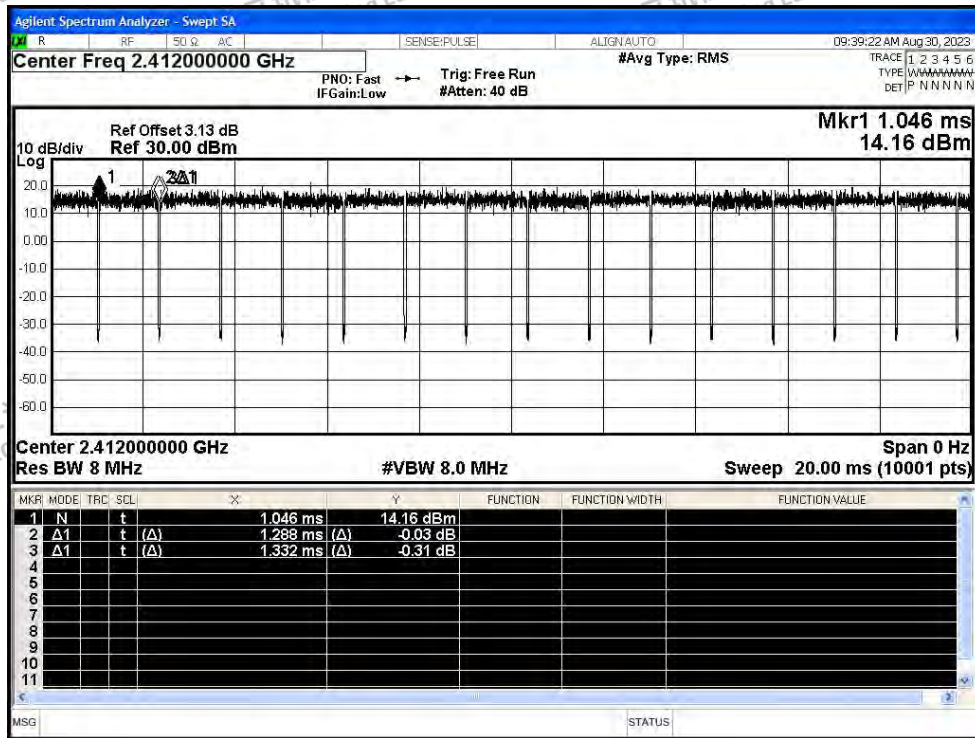 Agilent Spectrum Analyzer - Swept SA
LXI R RF 50 Ω AC SENSE:PULSE ALIGN AUTO 09:39:22 AM Aug 30, 2023
Center Freq 2.412000000 GHz #Avg Type: RMS TRACE 1 2 3 4 5 6
PNO: Fast Trig: Free Run TYPE WWWWWW
IFGain:Low #Atten: 40 dB DET P N N N N N
Mkr1 1.046 ms
Ref Offset 3.13 dB 14.16 dBm
10 dB/div Ref 30.00 dBm
Log
1 2Δ1
20.0
10.0
0.00
-10.0
-20.0
-30.0
-40.0
-50.0
-60.0
Center 2.412000000 GHz Span 0 Hz
Res BW 8 MHz #VBW 8.0 MHz Sweep 20.00 ms (10001 pts)
MKR MODE TRC SCL X Y FUNCTION FUNCTION WIDTH FUNCTION VALUE
1 N t 1.046 ms 14.16 dBm
2 Δ1 t (Δ) 1.288 ms (Δ) -0.03 dB
3 Δ1 t (Δ) 1.332 ms (Δ) -0.31 dB
4
5
6
7
8
9
10
11
MSG STATUS